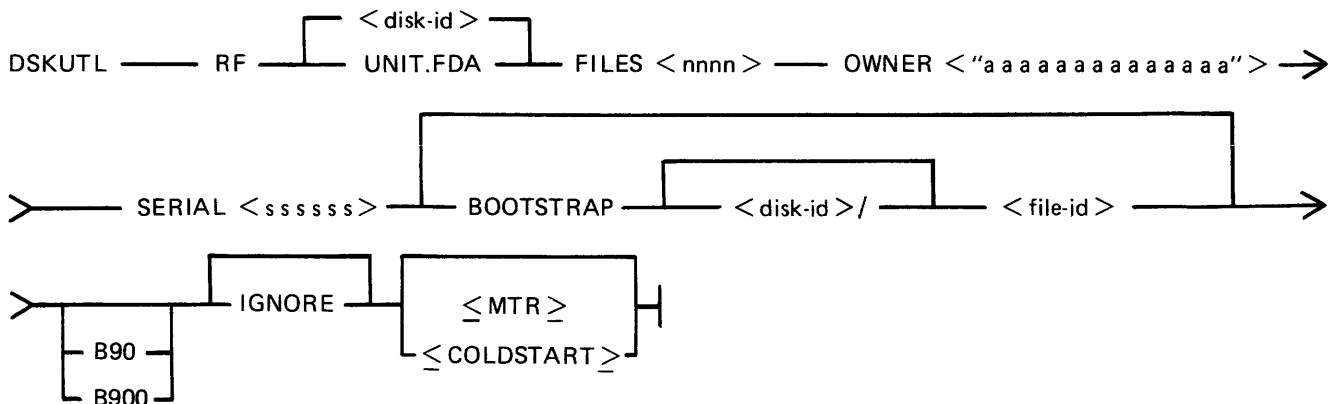 <disk-id>
DSKUTL RF UNIT.FDA FILES <nnnn> OWNER <"aaaaaaaaaaaaaa">
SERIAL <ssssss> BOOTSTRAP <disk-id>/ <file-id>
IGNORE <MTR>
B90 <COLDSTART>
B900